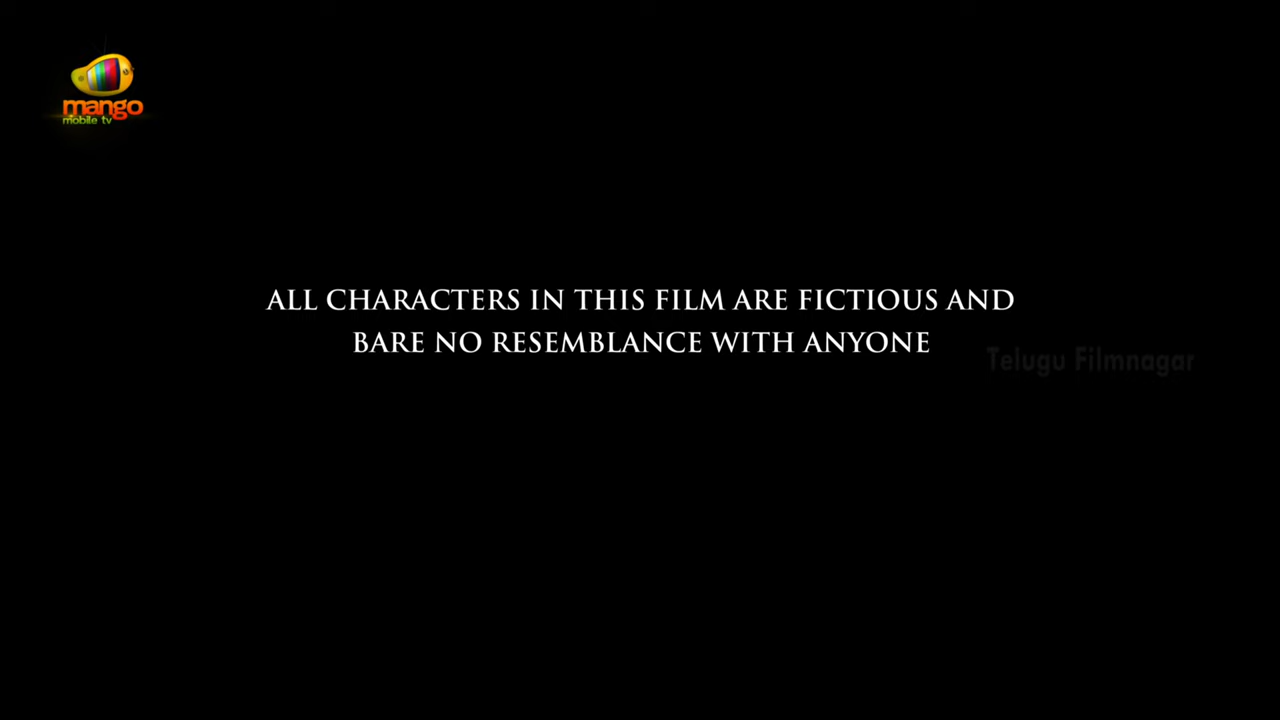 mango
mobile tv
ALL CHARACTERS IN THIS FILM ARE FICTIOUS AND
BARE NO RESEMBLANCE WITH ANYONE
Telugu Filmnagar